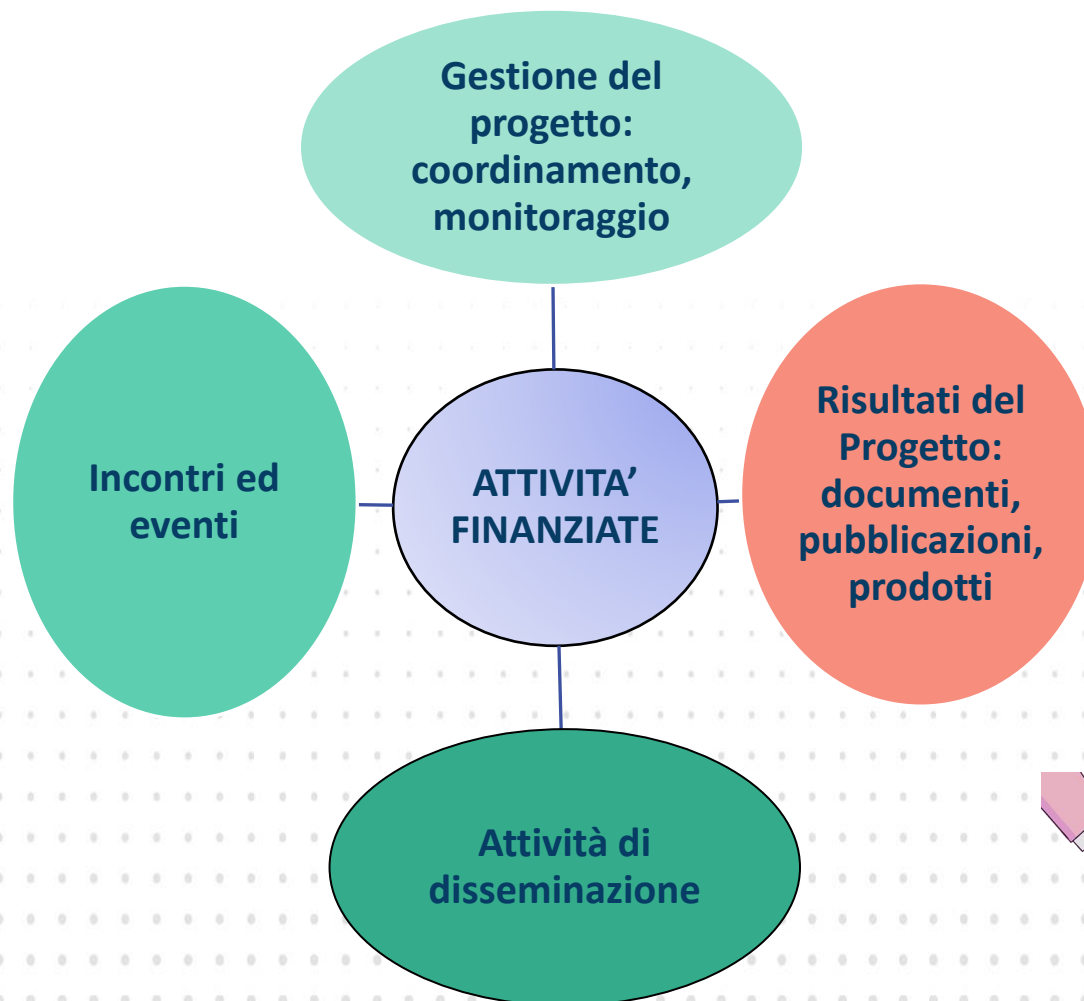 Gestione del
progetto:
coordinamento,
monitoraggio
Incontri ed
eventi
ATTIVITA’
FINANZIATE
Risultati del
Progetto:
documenti,
pubblicazioni,
prodotti
Attività di
disseminazione